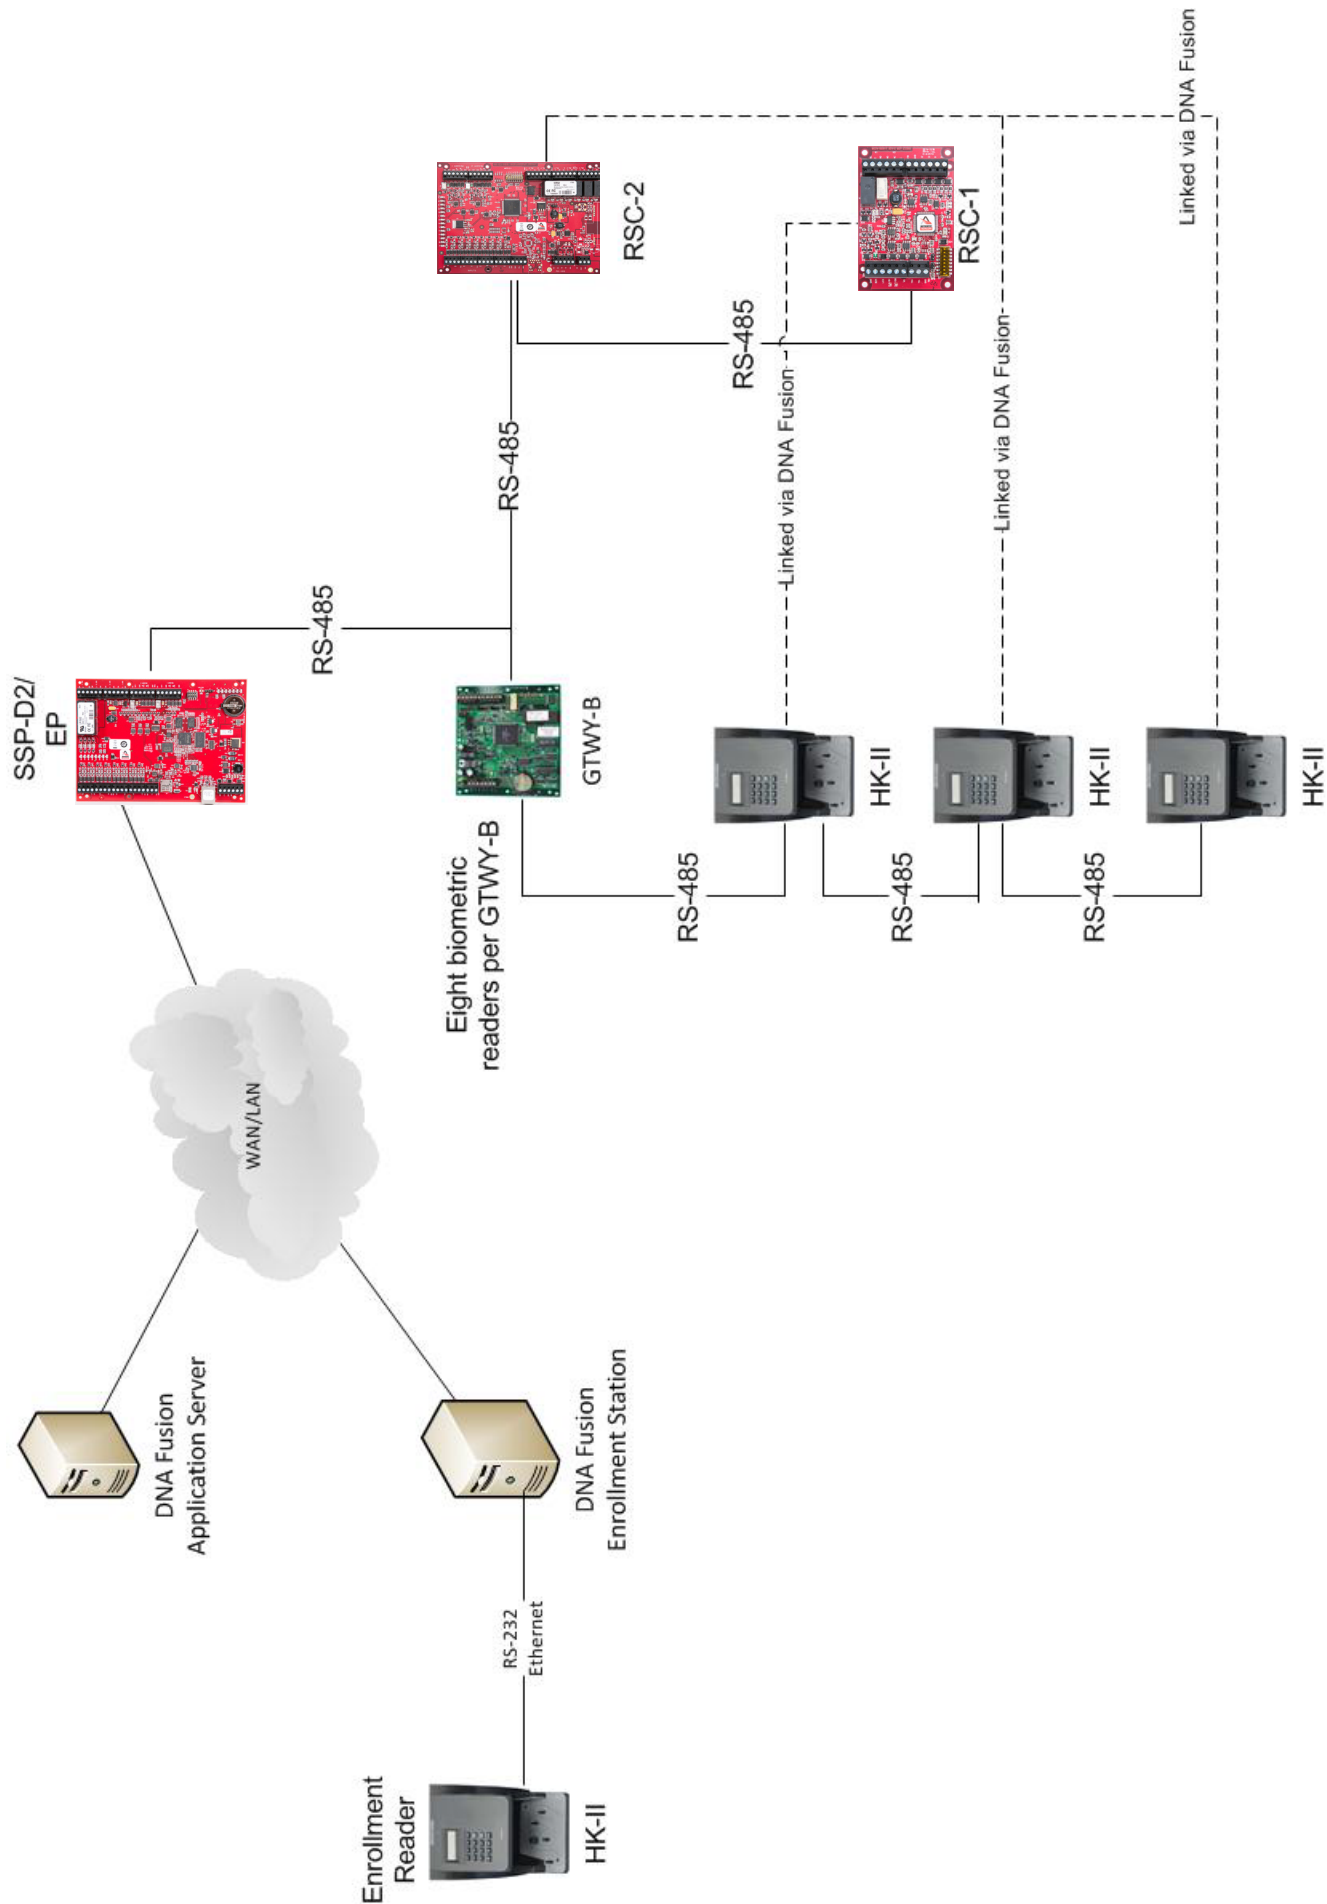 SSP-D2/
EP
RS-485
RS-485
RSC-2
RS-485
RSC-1
GTWY-B
Eight biometric
readers per GTWY-B
RS-485
HK-II
RS-485
HK-II
RS-485
HK-II
Linked via DNA Fusion
Linked via DNA Fusion
Linked via DNA Fusion
WAN/LAN
DNA Fusion
Application Server
DNA Fusion
Enrollment Station
RS-232
Ethernet
Enrollment
Reader
HK-II